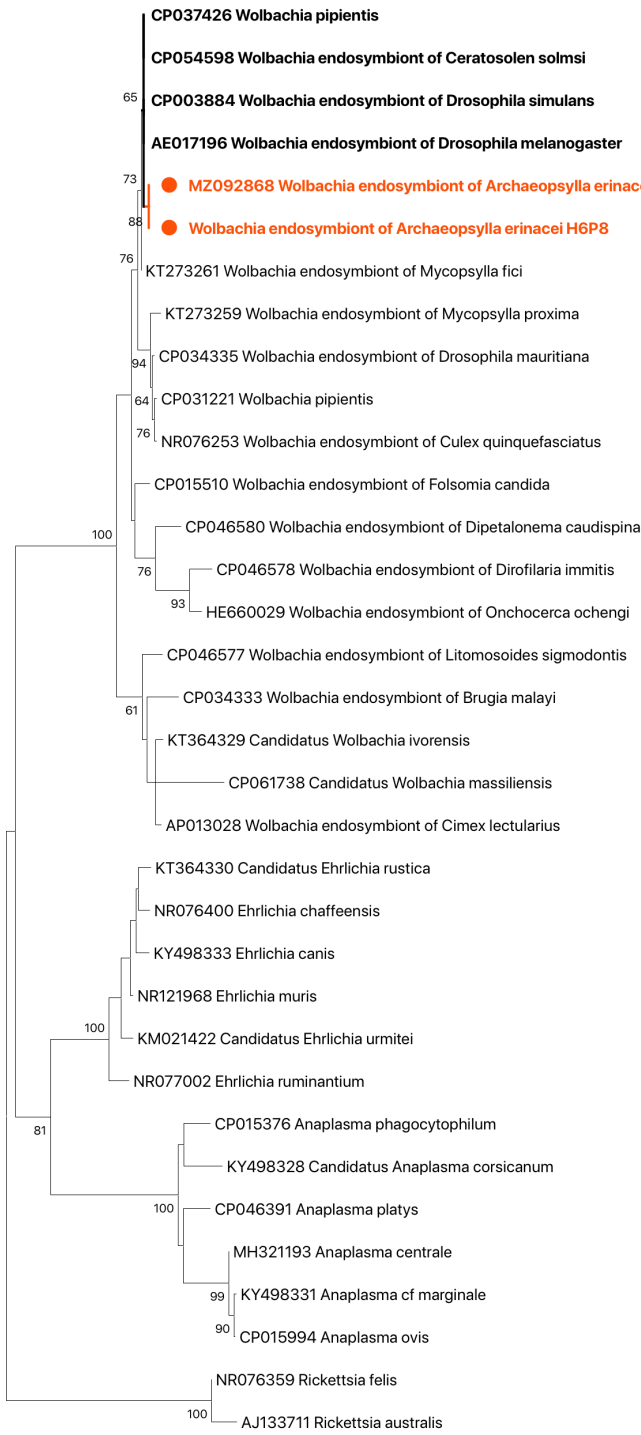 CP037426 Wolbachia pipientis
CP054598 Wolbachia endosymbiont of Ceratosolen solmsi
65
CP003884 Wolbachia endosymbiont of Drosophila simulans
AE017196 Wolbachia endosymbiont of Drosophila melanogaster
73
MZ092868 Wolbachia endosymbiont of Archaeopsylla erinac
88
Wolbachia endosymbiont of Archaeopsylla erinacei H6P8
76
KT273261 Wolbachia endosymbiont of Mycopsylla fici
KT273259 Wolbachia endosymbiont of Mycopsylla proxima
CP034335 Wolbachia endosymbiont of Drosophila mauritiana
94
64
CP031221 Wolbachia pipientis
76
NR076253 Wolbachia endosymbiont of Culex quinquefasciatus
CP015510 Wolbachia endosymbiont of Folsomia candida
CP046580 Wolbachia endosymbiont of Dipetalonema caudispina
100
76
CP046578 Wolbachia endosymbiont of Dirofilaria immitis
93
HE660029 Wolbachia endosymbiont of Onchocerca ochengi
CP046577 Wolbachia endosymbiont of Litomosoides sigmodontis
CP034333 Wolbachia endosymbiont of Brugia malayi
61
KT364329 Candidatus Wolbachia ivorensis
CP061738 Candidatus Wolbachia massiliensis
AP013028 Wolbachia endosymbiont of Cimex lectularius
KT364330 Candidatus Ehrlichia rustica
NR076400 Ehrlichia chaffeensis
KY498333 Ehrlichia canis
NR121968 Ehrlichia muris
100
KM021422 Candidatus Ehrlichia urmitei
NR077002 Ehrlichia ruminantium
CP015376 Anaplasma phagocytophilum
81
KY498328 Candidatus Anaplasma corsicanum
100
CP046391 Anaplasma platys
MH321193 Anaplasma centrale
99
KY498331 Anaplasma cf marginale
90
CP015994 Anaplasma ovis
NR076359 Rickettsia felis
100
AJ133711 Rickettsia australis